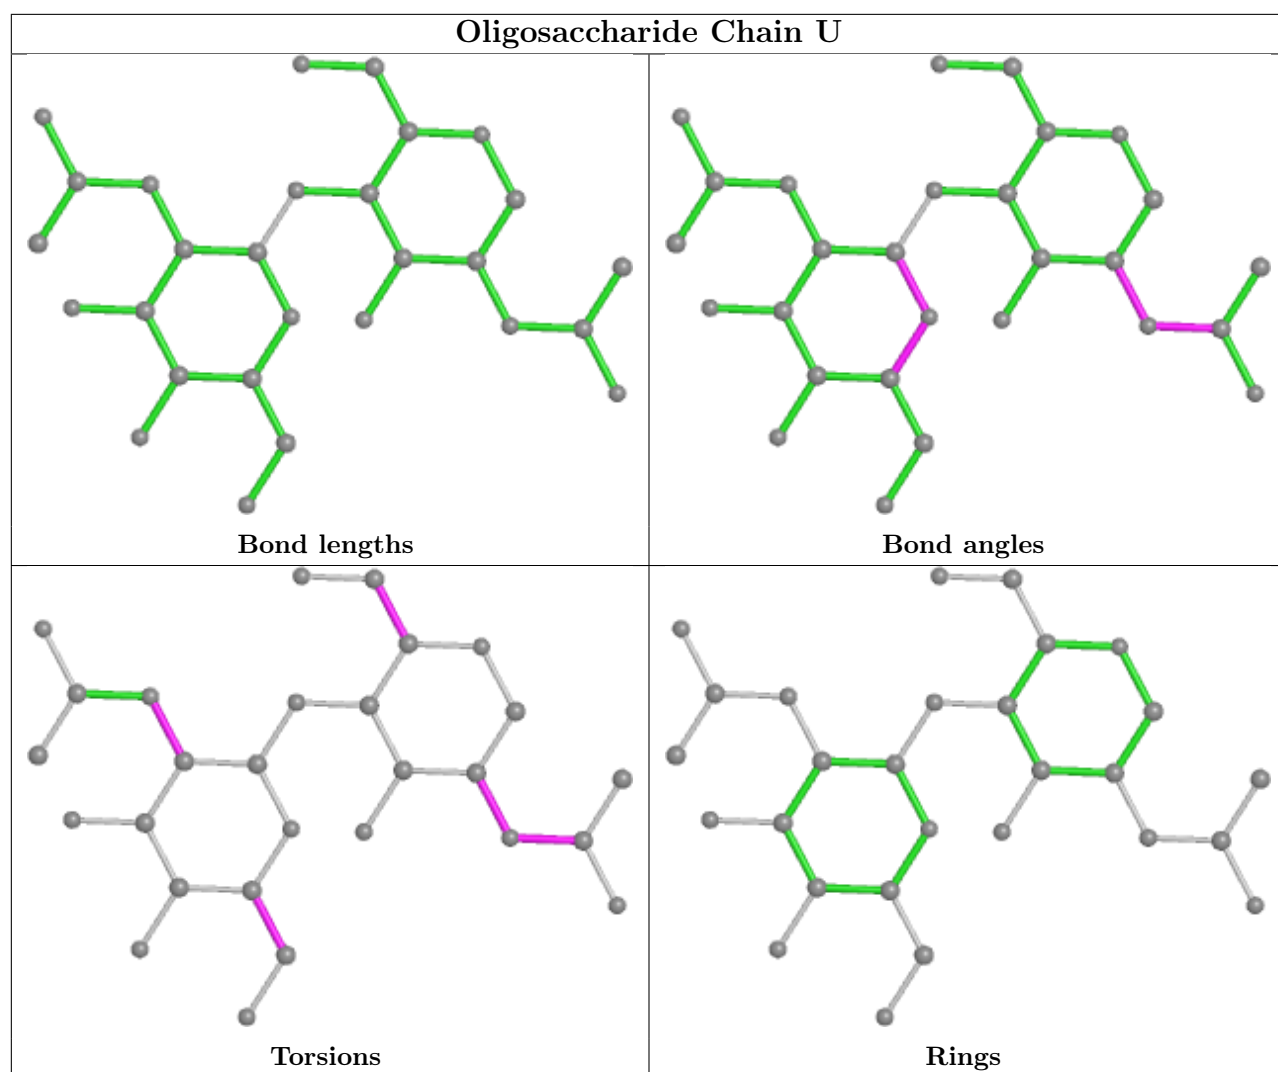 Oligosaccharide Chain U
Bond lengths
Bond angles
Torsions
Rings